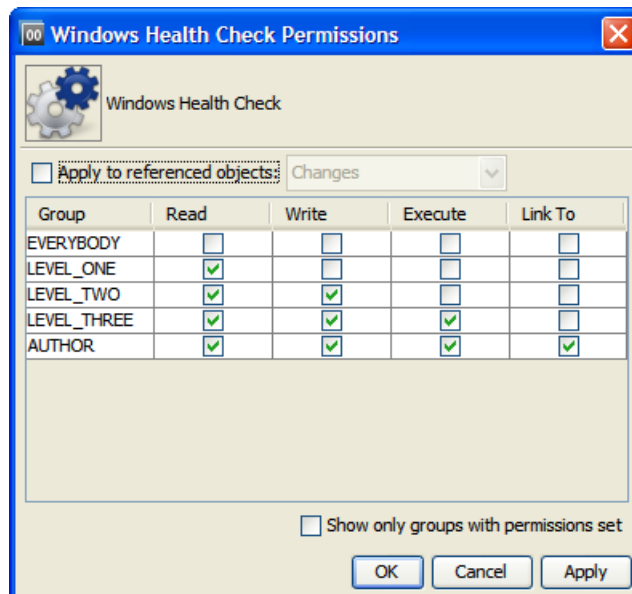 00 Windows Health Check Permissions
Windows Health Check
Apply to referenced objects: Changes
Group Read Write Execute Link To
EVERYBODY
LEVEL_ONE
LEVEL_TWO
LEVEL_THREE
AUTHOR
Show only groups with permissions set
OK Cancel Apply